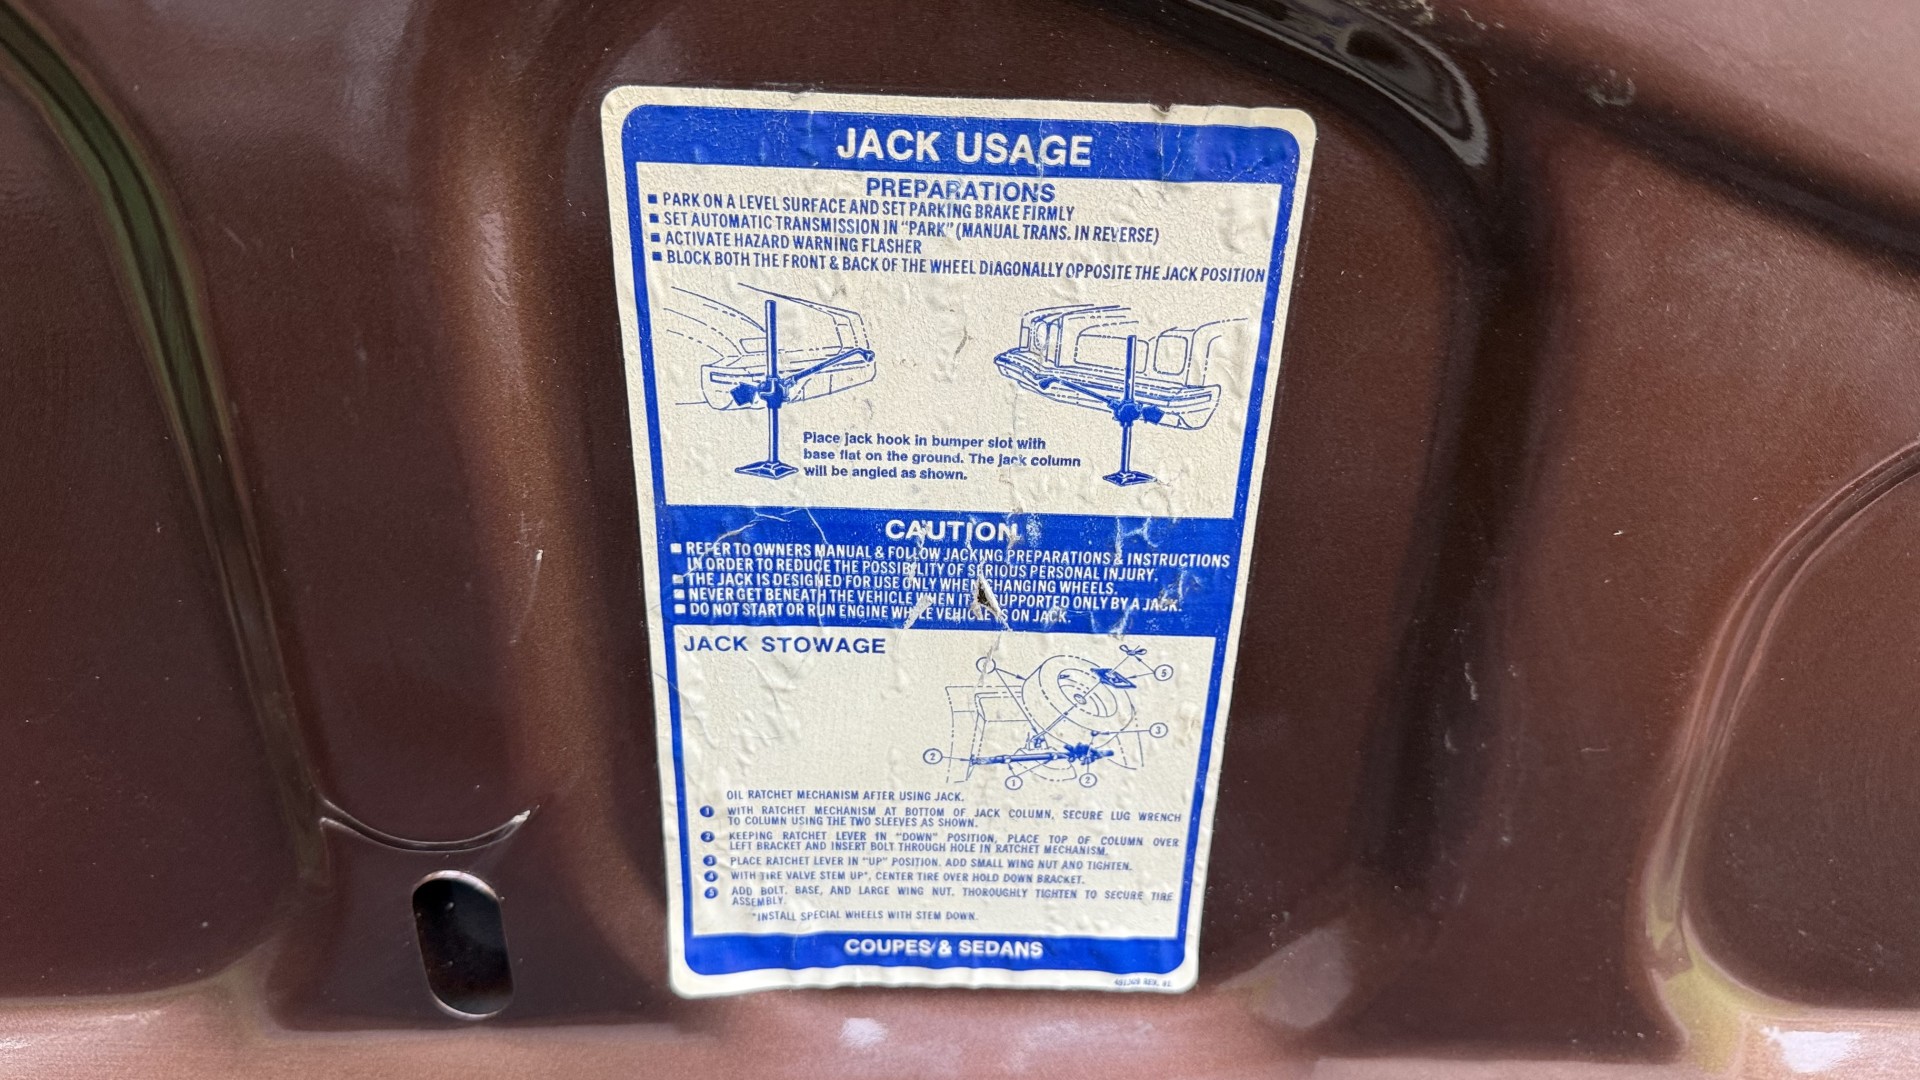 JACK USAGE
PREPARATIONS
■ PARK ON A LEVEL SURFACE AND SET PARKING BRAKE FIRMLY
■ SET AUTOMATIC TRANSMISSION IN "PARK" (MANUAL TRANS. IN REVERSE)
■ ACTIVATE HAZARD WARNING FLASHER
■ BLOCK BOTH THE FRONT & BACK OF THE WHEEL DIAGONALLY OPPOSITE THE JACK POSITION
Place jack hook in bumper slot with
base flat on the ground. The jack column
will be angled as shown.
CAUTION
■ REFER TO OWNERS MANUAL & FOLLOW JACKING PREPARATIONS & INSTRUCTIONS
IN ORDER TO REDUCE THE POSSIBILITY OF SERIOUS PERSONAL INJURY.
■ THE JACK IS DESIGNED FOR USE ONLY WHEN CHANGING WHEELS.
■ NEVER GET BENEATH THE VEHICLE WHEN IT SUPPORTED ONLY BY A JACK.
■ DO NOT START OR RUN ENGINE WHILE VEHICLE IS ON JACK.
JACK STOWAGE
5
3
2
1
2
OIL RATCHET MECHANISM AFTER USING JACK.
1 WITH RATCHET MECHANISM AT BOTTOM OF JACK COLUMN, SECURE LUG WRENCH
TO COLUMN USING THE TWO SLEEVES AS SHOWN.
2 KEEPING RATCHET LEVER IN "DOWN" POSITION, PLACE TOP OF COLUMN OVER
LEFT BRACKET AND INSERT BOLT THROUGH HOLE IN RATCHET MECHANISM.
3 PLACE RATCHET LEVER IN "UP" POSITION. ADD SMALL WING NUT AND TIGHTEN.
4 WITH TIRE VALVE STEM UP*, CENTER TIRE OVER HOLD DOWN BRACKET.
5 ADD BOLT, BASE, AND LARGE WING NUT. THOROUGHLY TIGHTEN TO SECURE TIRE
ASSEMBLY.
*INSTALL SPECIAL WHEELS WITH STEM DOWN.
COUPES & SEDANS